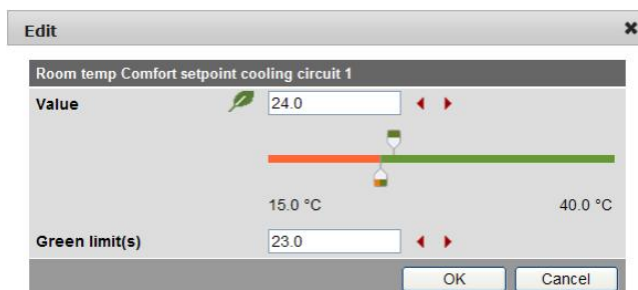 Edit
Room temp Comfort setpoint cooling circuit 1
Value 24.0
15.0 °C 40.0 °C
Green limit(s) 23.0
OK Cancel